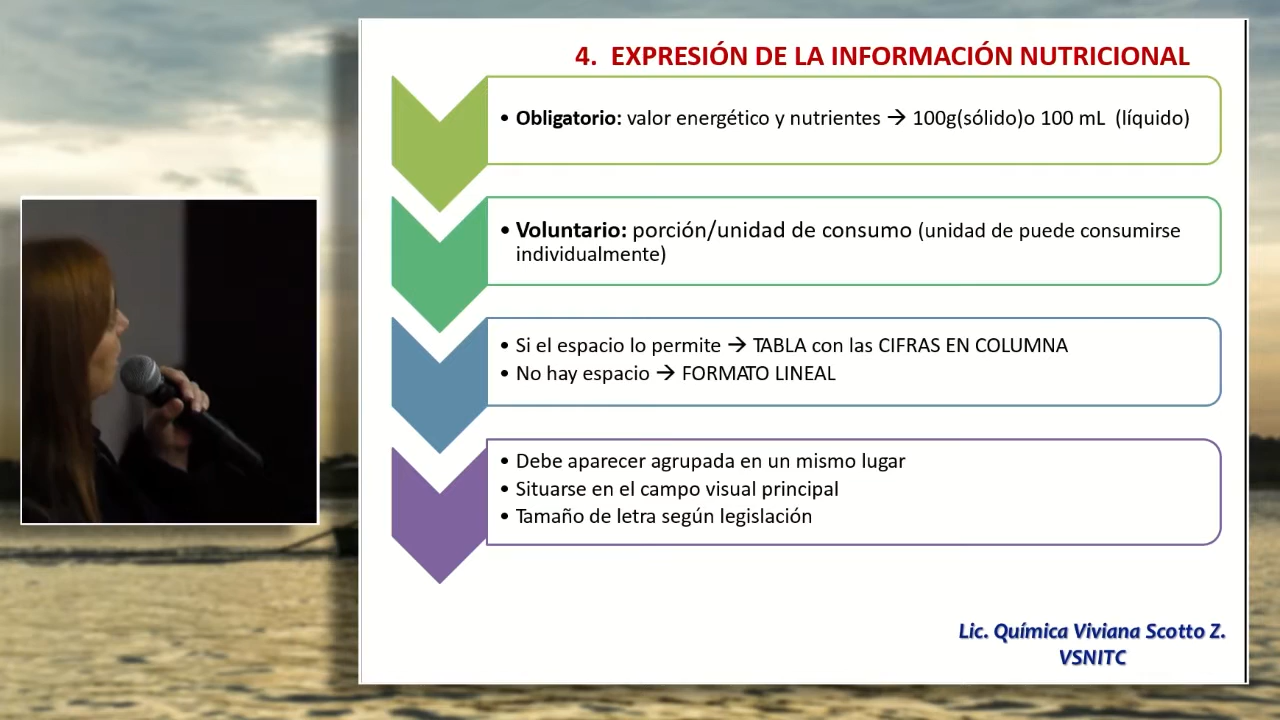 4. EXPRESIÓN DE LA INFORMACIÓN NUTRICIONAL
• Obligatorio: valor energético y nutrientes → 100g(sólido)o 100 mL (líquido)
• Voluntario: porción/unidad de consumo (unidad de puede consumirse
individualmente)
• Si el espacio lo permite → TABLA con las CIFRAS EN COLUMNA
• No hay espacio → FORMATO LINEAL
• Debe aparecer agrupada en un mismo lugar
• Situarse en el campo visual principal
• Tamaño de letra según legislación
Lic. Química Viviana Scotto Z.
VSNITC